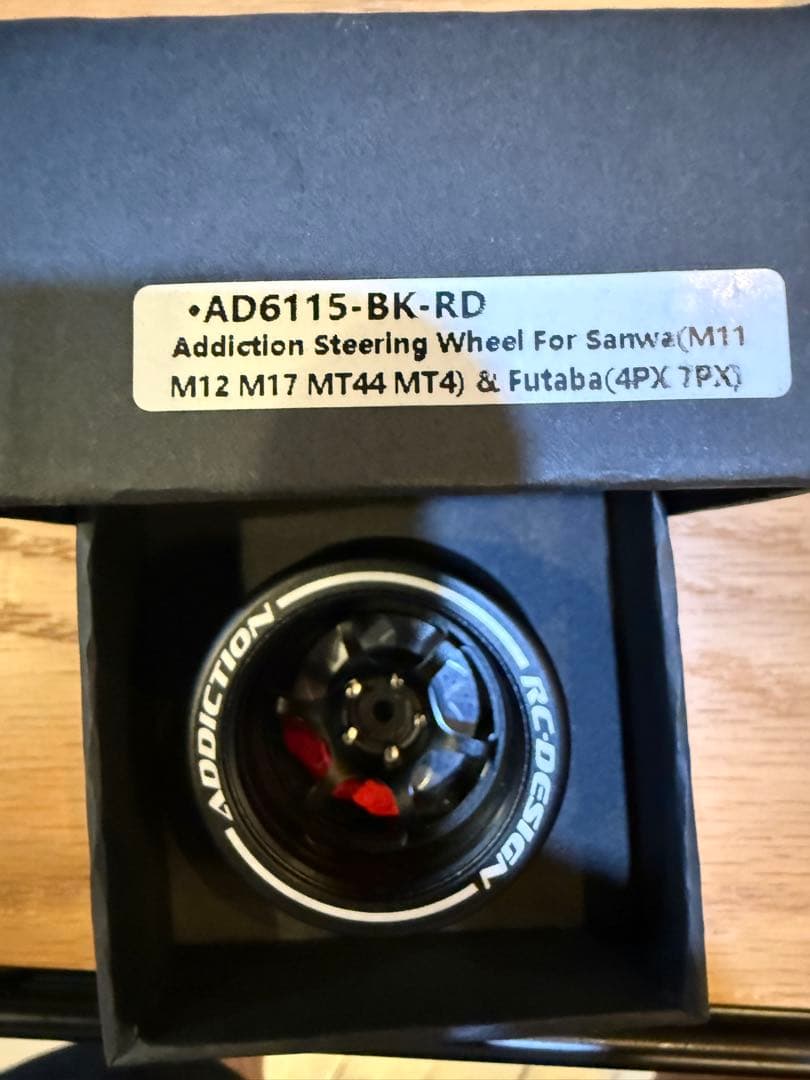 •AD6115-BK-RD
Addiction Steering Wheel For Sanwa(M11
M12 M17 MT44 MT4) & Futaba(4PX 7PX)
ADDICTION
RC-DESIGN